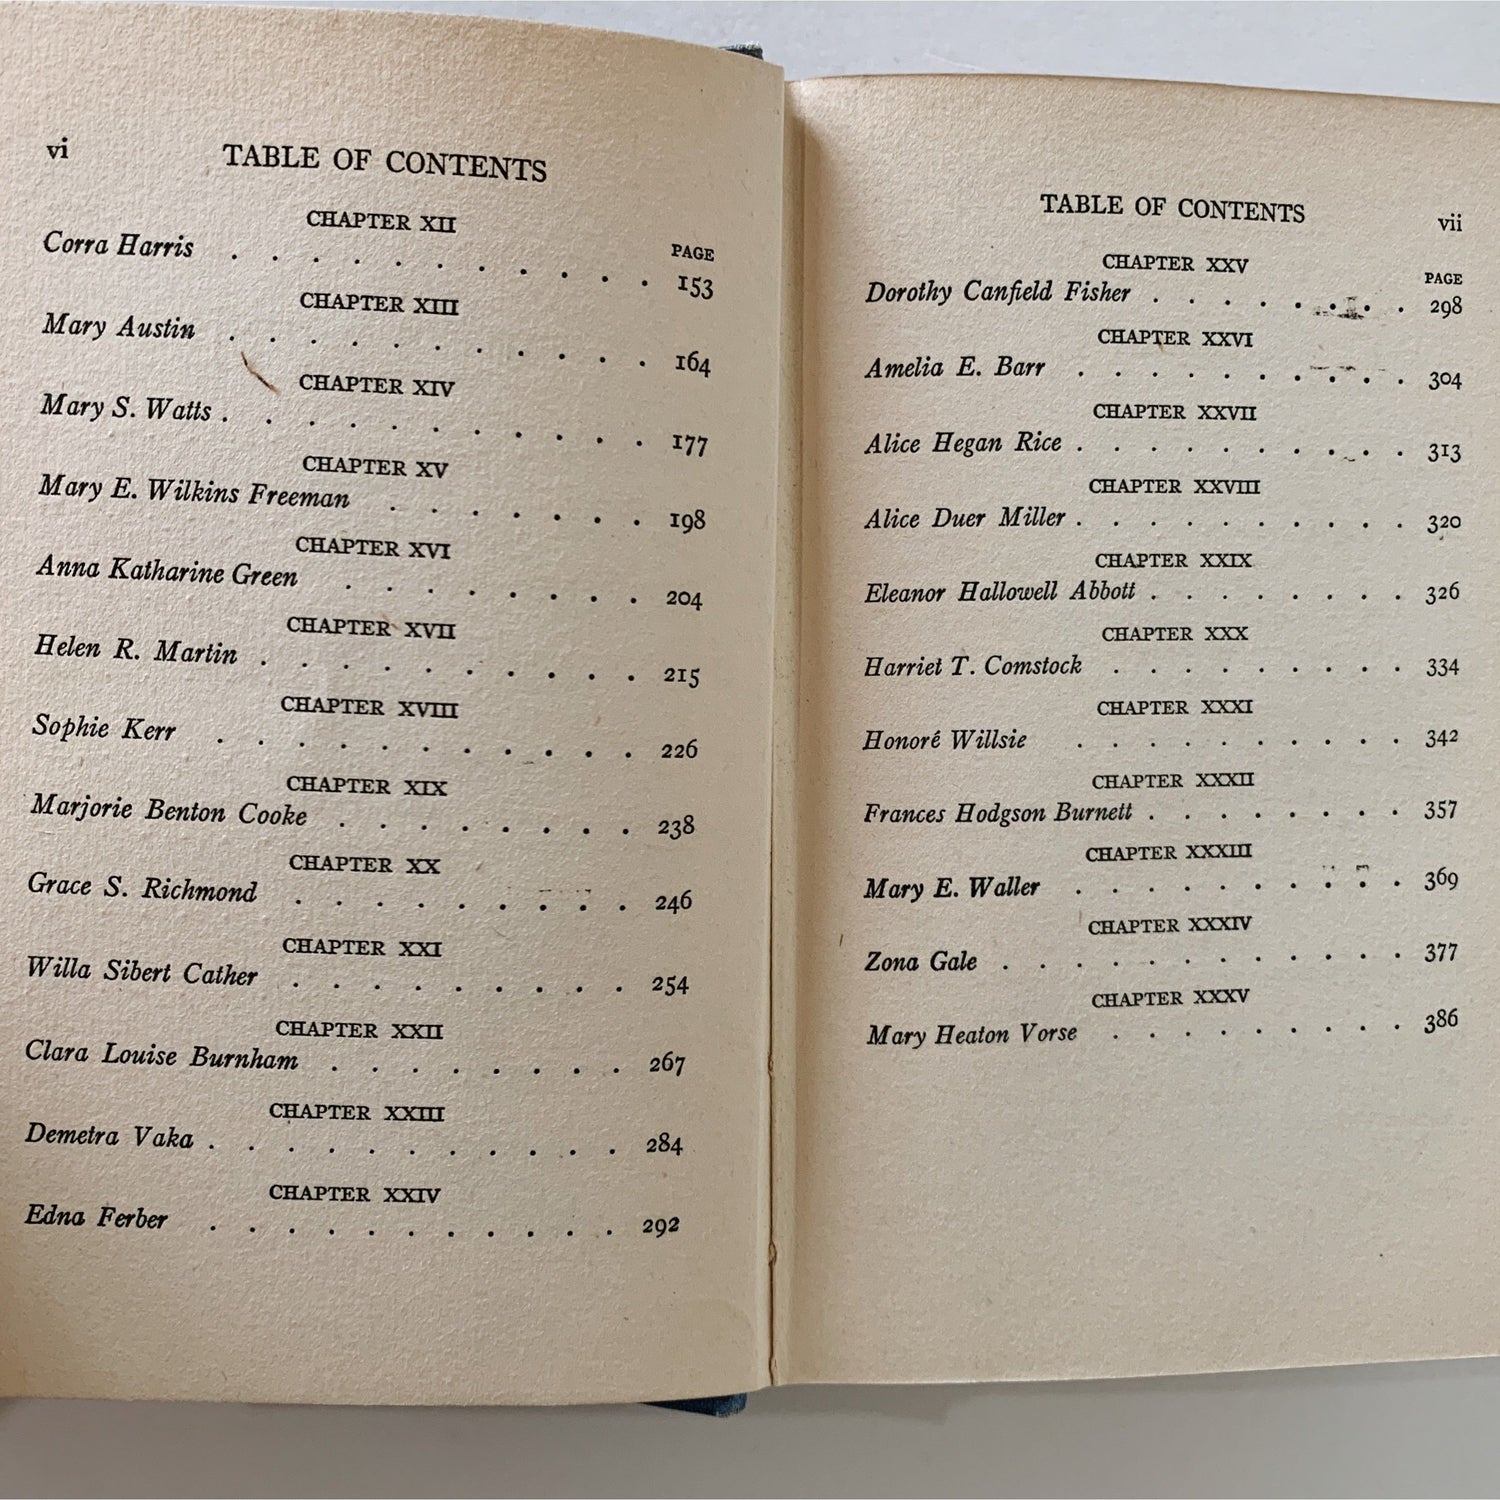 vi TABLE OF CONTENTS
CHAPTER XII
PAGE
Corra Harris . . . . . . . . . . . 153
CHAPTER XIII
Mary Austin . . . . . . . . . . . 164
CHAPTER XIV
Mary S. Watts . . . . . . . . . . . 177
CHAPTER XV
Mary E. Wilkins Freeman . . . . . . . 198
CHAPTER XVI
Anna Katharine Green . . . . . . . . 204
CHAPTER XVII
Helen R. Martin . . . . . . . . . . 215
CHAPTER XVIII
Sophie Kerr . . . . . . . . . . . 226
CHAPTER XIX
Marjorie Benton Cooke . . . . . . . . 238
CHAPTER XX
Grace S. Richmond . . . . . . . . . 246
CHAPTER XXI
Willa Sibert Cather . . . . . . . . . 254
CHAPTER XXII
Clara Louise Burnham . . . . . . . . 267
CHAPTER XXIII
Demetra Vaka . . . . . . . . . . . 284
CHAPTER XXIV
Edna Ferber . . . . . . . . . . . 292
TABLE OF CONTENTS vii
CHAPTER XXV
PAGE
Dorothy Canfield Fisher . . . . . . . . 298
CHAPTER XXVI
Amelia E. Barr . . . . . . . . . . 304
CHAPTER XXVII
Alice Hegan Rice . . . . . . . . . . 313
CHAPTER XXVIII
Alice Duer Miller . . . . . . . . . . 320
CHAPTER XXIX
Eleanor Hallowell Abbott . . . . . . . . 326
CHAPTER XXX
Harriet T. Comstock . . . . . . . . . 334
CHAPTER XXXI
Honoré Willsie . . . . . . . . . . 342
CHAPTER XXXII
Frances Hodgson Burnett . . . . . . . . 357
CHAPTER XXXIII
Mary E. Waller . . . . . . . . . . 369
CHAPTER XXXIV
Zona Gale . . . . . . . . . . . . 377
CHAPTER XXXV
Mary Heaton Vorse . . . . . . . . . 386